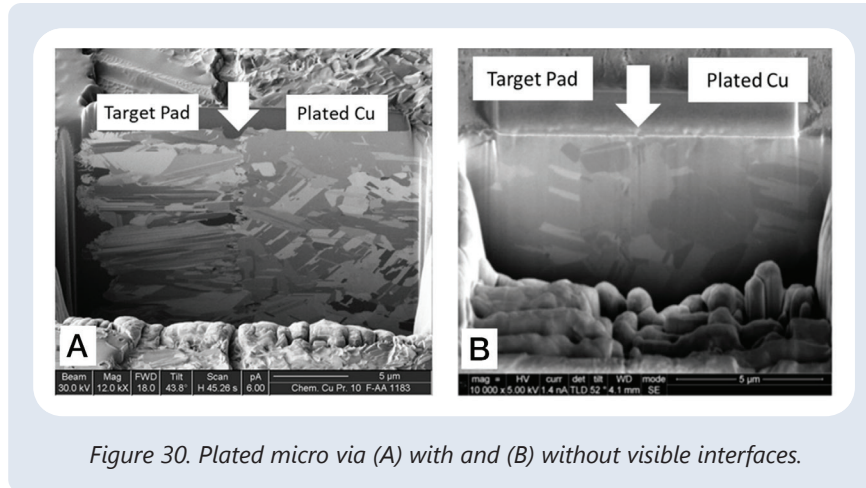 Target Pad
Plated Cu
A
Beam Mag FWD Tilt Scan pA 5 µm
30.0 kV 12.0 kX 18.0 43.8° H 45.26 s 6.00 Chem. Cu Pr. 10 F-AA 1183
Target Pad
Plated Cu
B
mag = HV curr det tilt WD mode 5 µm
10 000 x 5.00 kV 1.4 nA TLD 52 ° 4.1 mm SE
Figure 30. Plated micro via (A) with and (B) without visible interfaces.